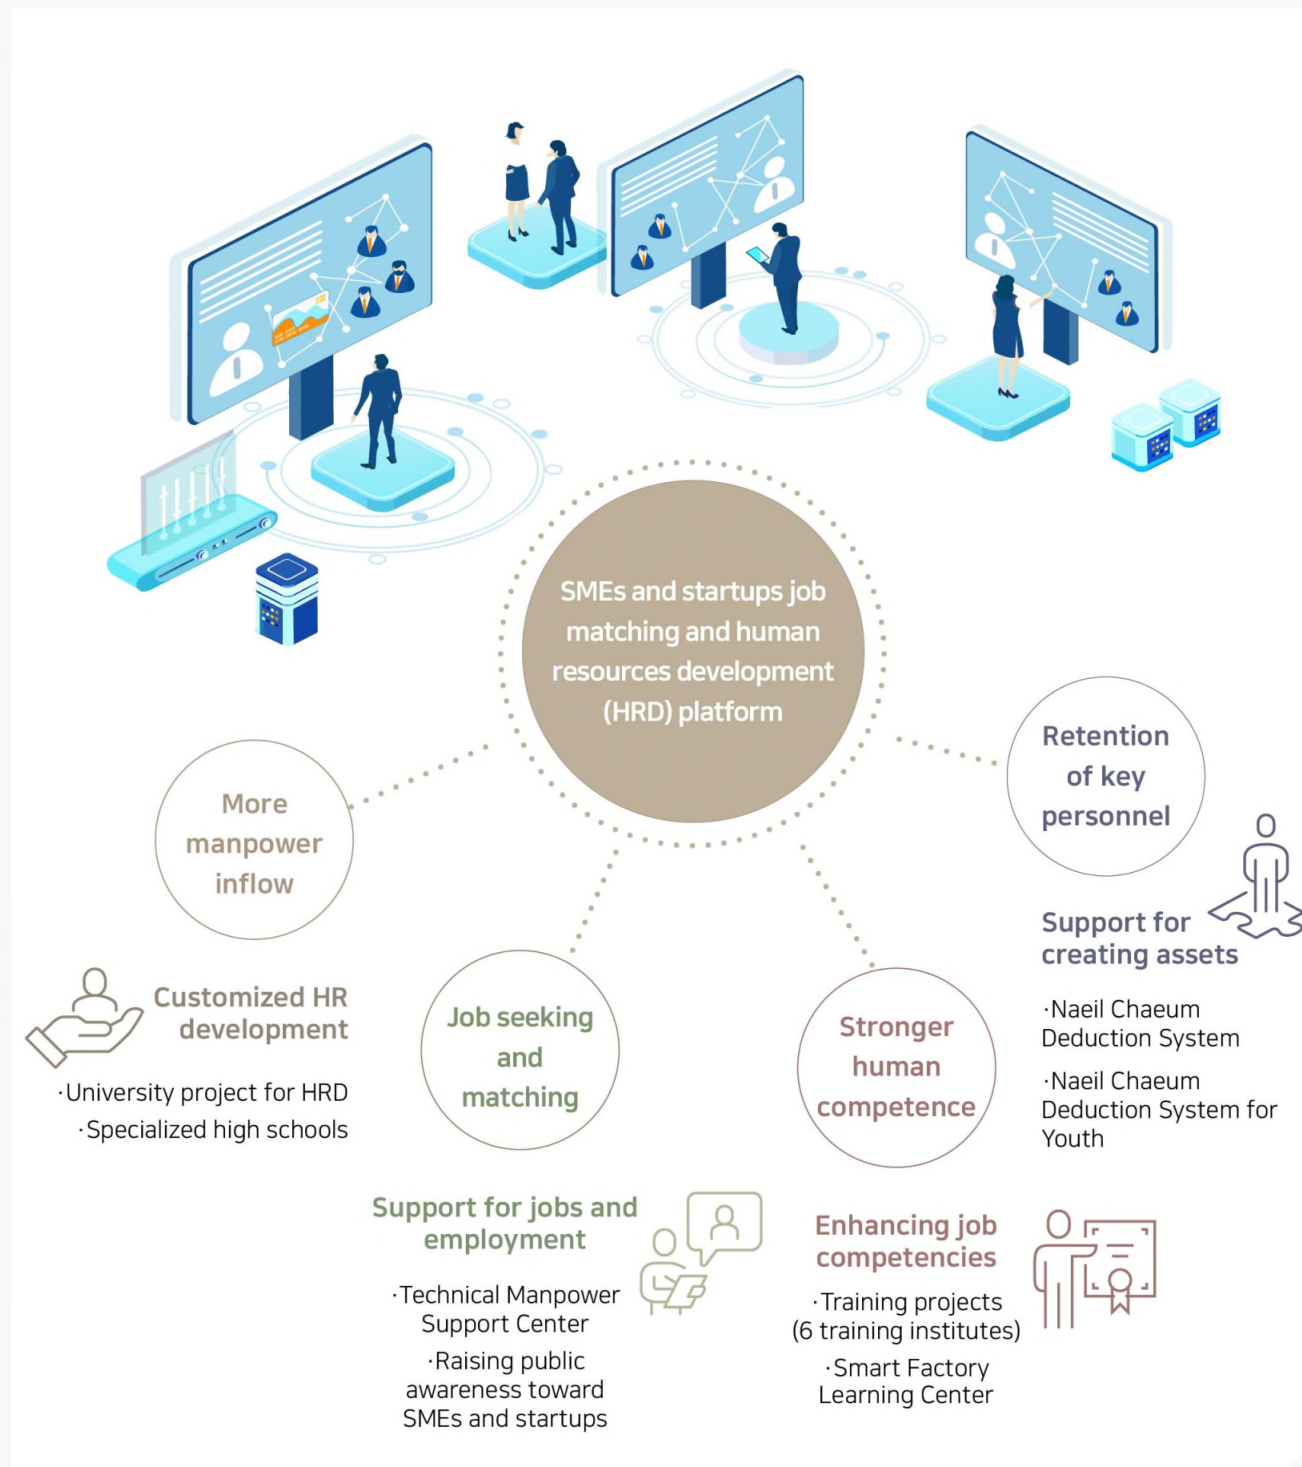 SMEs and startups job
matching and human
resources development
(HRD) platform
More
manpower
inflow
Customized HR
development
·University project for HRD
·Specialized high schools
Job seeking
and
matching
Support for jobs and
employment
·Technical Manpower
Support Center
·Raising public
awareness toward
SMEs and startups
Stronger
human
competence
Enhancing job
competencies
·Training projects
(6 training institutes)
·Smart Factory
Learning Center
Retention
of key
personnel
Support for
creating assets
·Naeil Chaeum
Deduction System
·Naeil Chaeum
Deduction System for
Youth